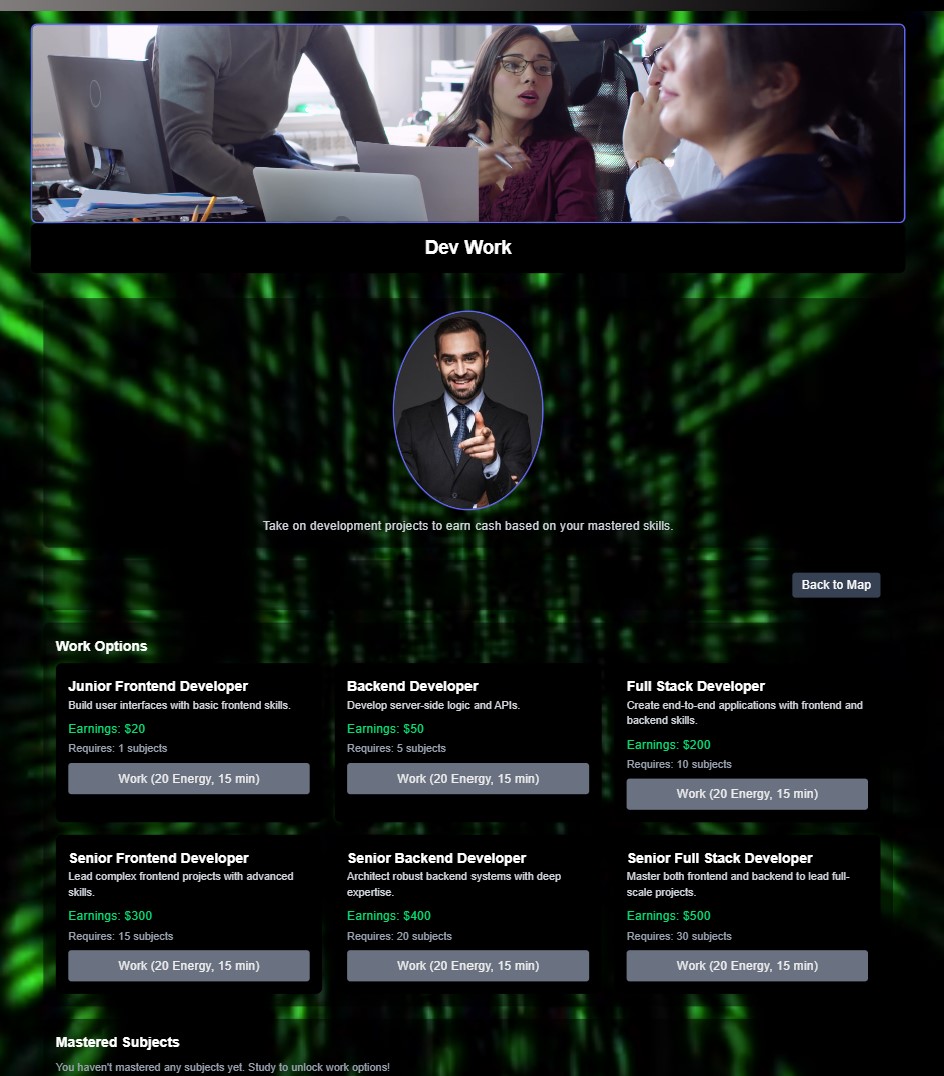 Dev Work
Take on development projects to earn cash based on your mastered skills.
Back to Map
Work Options
Junior Frontend Developer
Build user interfaces with basic frontend skills.
Earnings: $20
Requires: 1 subjects
Work (20 Energy, 15 min)
Backend Developer
Develop server-side logic and APIs.
Earnings: $50
Requires: 5 subjects
Work (20 Energy, 15 min)
Full Stack Developer
Create end-to-end applications with frontend and
backend skills.
Earnings: $200
Requires: 10 subjects
Work (20 Energy, 15 min)
Senior Frontend Developer
Lead complex frontend projects with advanced
skills.
Earnings: $300
Requires: 15 subjects
Work (20 Energy, 15 min)
Senior Backend Developer
Architect robust backend systems with deep
expertise.
Earnings: $400
Requires: 20 subjects
Work (20 Energy, 15 min)
Senior Full Stack Developer
Master both frontend and backend to lead full-
scale projects.
Earnings: $500
Requires: 30 subjects
Work (20 Energy, 15 min)
Mastered Subjects
You haven't mastered any subjects yet. Study to unlock work options!